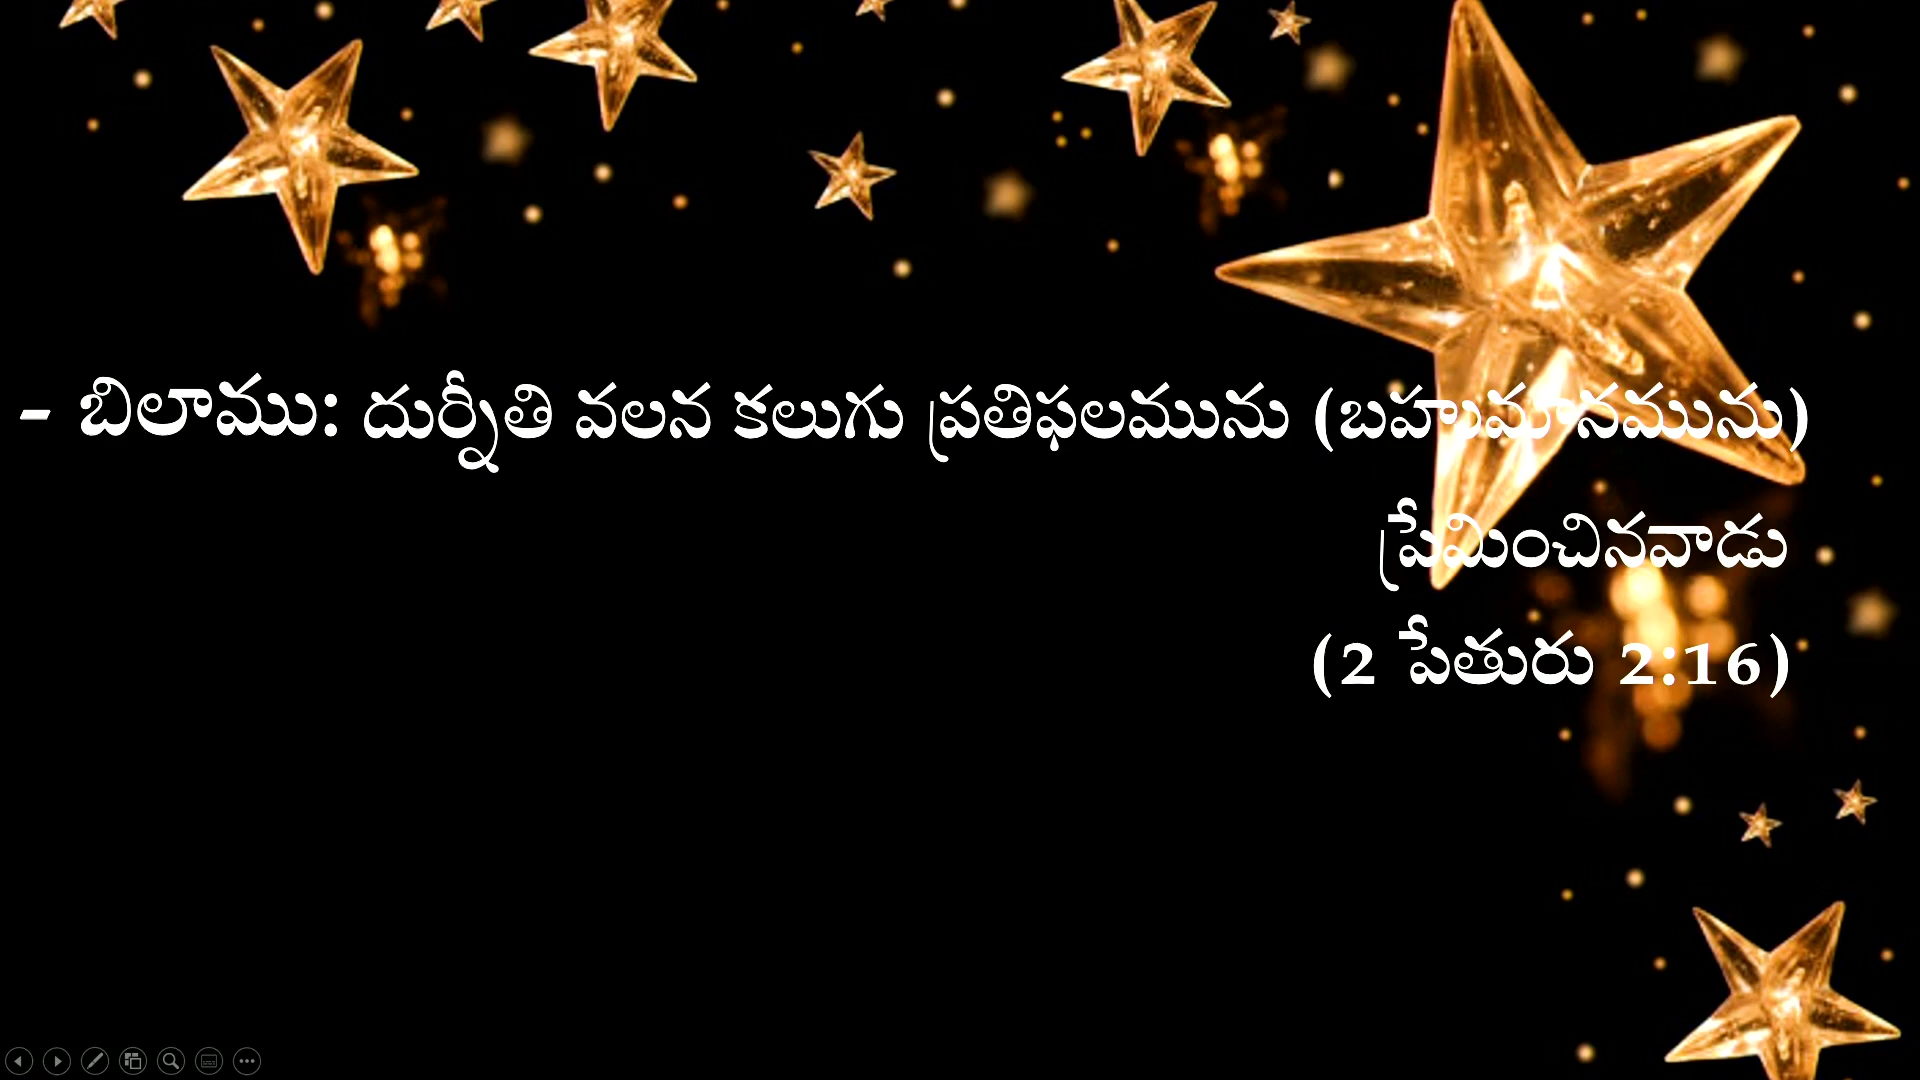 - బిలాము: దుర్నీతి వలన కలుగు ప్రతిఫలమును (బహుమానమును)
ప్రేమించినవాడు
(2 పేతురు 2:16)